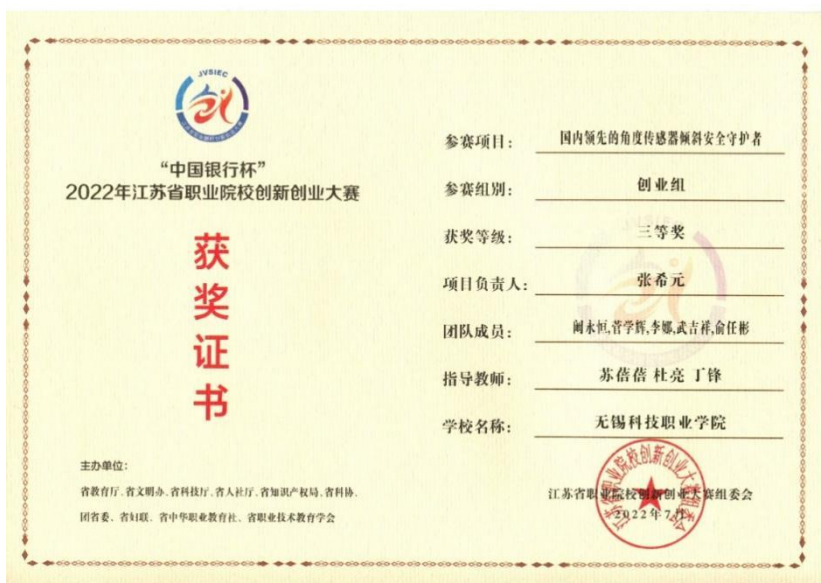 JVSIEC
“中国银行杯”
2022年江苏省职业院校创新创业大赛
获奖证书
主办单位:
省教育厅、省文明办、省科技厅、省人社厅、省知识产权局、省科协、
团省委、省妇联、省中华职业教育社、省职业技术教育学会
参赛项目: 国内领先的角度传感器倾斜安全守护者
参赛组别: 创业组
获奖等级: 三等奖
项目负责人: 张希元
团队成员: 阚永恒,菅学辉,李娜,武吉祥,俞任彬
指导教师: 苏蓓蓓 杜亮 丁锋
学校名称: 无锡科技职业学院
江苏省职业院校创新创业大赛组委会
2022年7月